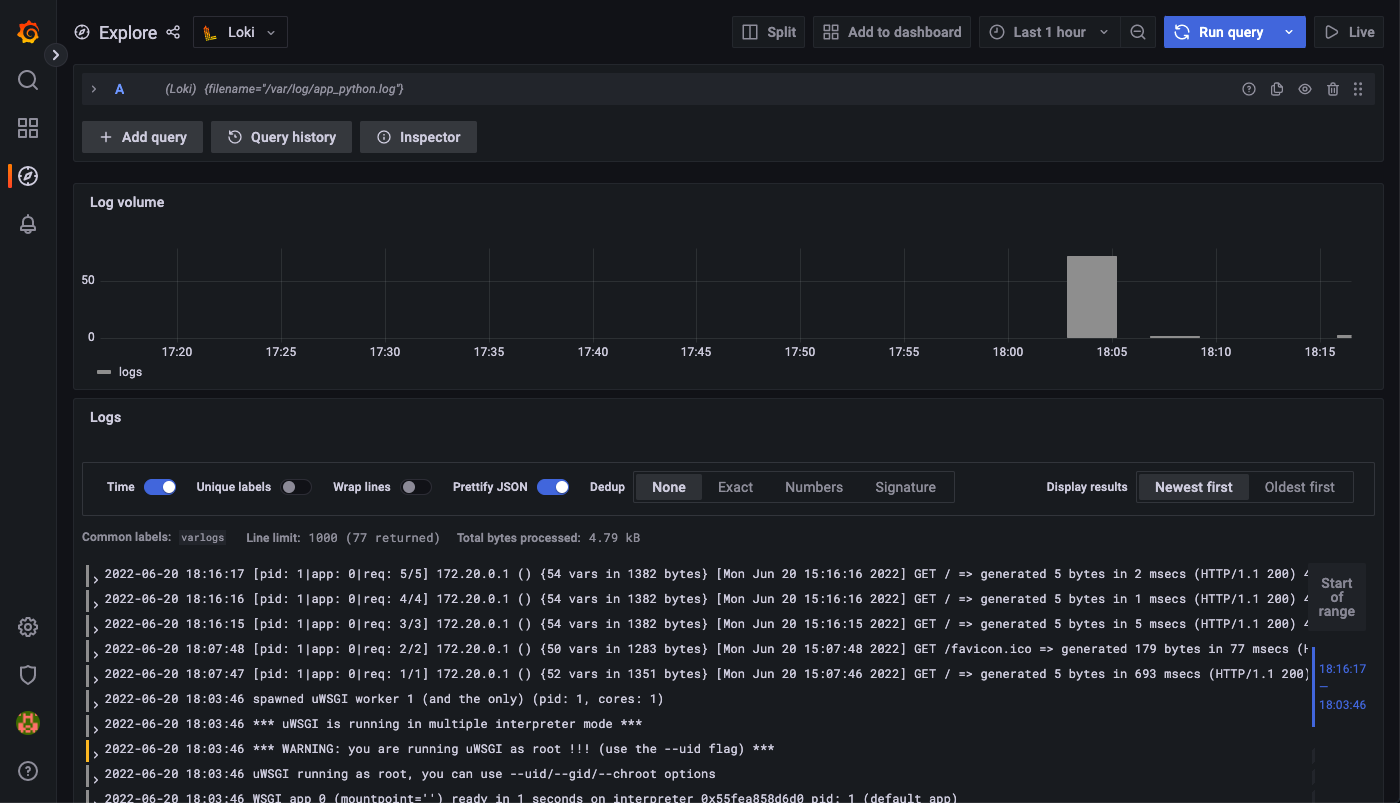 Explore Loki Split Add to dashboard Last 1 hour Run query Live
A (Loki) {filename="/var/log/app_python.log"}
+ Add query Query history Inspector
Log volume
50
0
17:20 17:25 17:30 17:35 17:40 17:45 17:50 17:55 18:00 18:05 18:10 18:15
logs
Logs
Time Unique labels Wrap lines Prettify JSON Dedup None Exact Numbers Signature Display results Newest first Oldest first
Common labels: varlogs Line limit: 1000 (77 returned) Total bytes processed: 4.79 kB
2022-06-20 18:16:17 [pid: 1|app: 0|req: 5/5] 172.20.0.1 () {54 vars in 1382 bytes} [Mon Jun 20 15:16:16 2022] GET / => generated 5 bytes in 2 msecs (HTTP/1.1 200) 4
2022-06-20 18:16:16 [pid: 1|app: 0|req: 4/4] 172.20.0.1 () {54 vars in 1382 bytes} [Mon Jun 20 15:16:16 2022] GET / => generated 5 bytes in 1 msecs (HTTP/1.1 200) 4
2022-06-20 18:16:15 [pid: 1|app: 0|req: 3/3] 172.20.0.1 () {54 vars in 1382 bytes} [Mon Jun 20 15:16:15 2022] GET / => generated 5 bytes in 5 msecs (HTTP/1.1 200) 4
2022-06-20 18:07:48 [pid: 1|app: 0|req: 2/2] 172.20.0.1 () {50 vars in 1283 bytes} [Mon Jun 20 15:07:48 2022] GET /favicon.ico => generated 179 bytes in 77 msecs (H
2022-06-20 18:07:47 [pid: 1|app: 0|req: 1/1] 172.20.0.1 () {52 vars in 1351 bytes} [Mon Jun 20 15:07:46 2022] GET / => generated 5 bytes in 693 msecs (HTTP/1.1 200)
2022-06-20 18:03:46 spawned uWSGI worker 1 (and the only) (pid: 1, cores: 1)
2022-06-20 18:03:46 *** uWSGI is running in multiple interpreter mode ***
2022-06-20 18:03:46 *** WARNING: you are running uWSGI as root !!! (use the --uid flag) ***
2022-06-20 18:03:46 uWSGI running as root, you can use --uid/--gid/--chroot options
2022-06-20 18:03:46 WSGI app 0 (mountpoint='') ready in 1 seconds on interpreter 0x55fea858d6d0 pid: 1 (default app)
Start
of
range
18:16:17
—
18:03:46